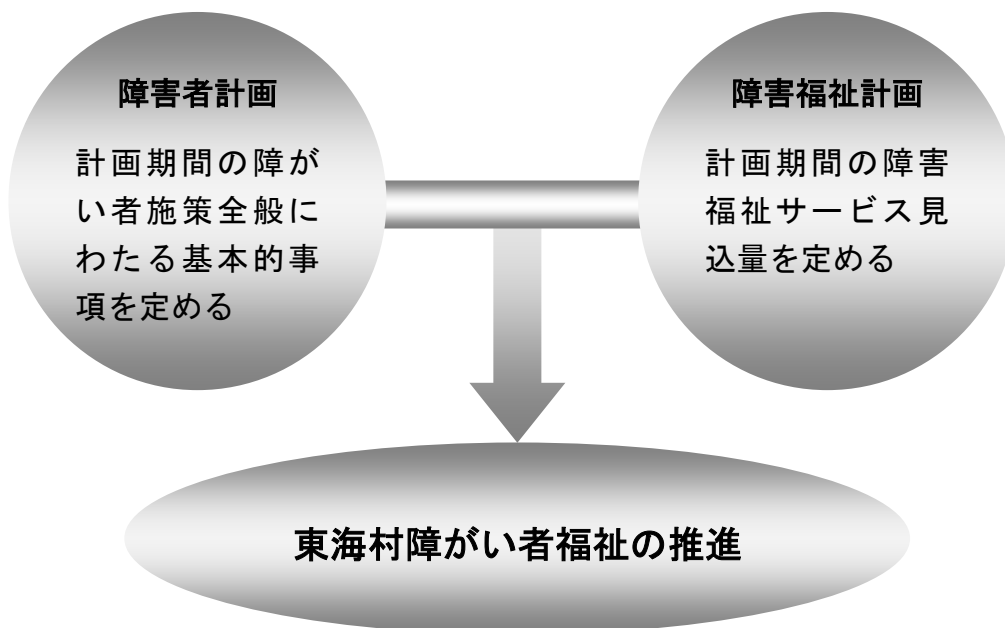 障害者計画
計画期間の障が
い者施策全般に
わたる基本的事
項を定める
障害福祉計画
計画期間の障害
福祉サービス見
込量を定める
東海村障がい者福祉の推進